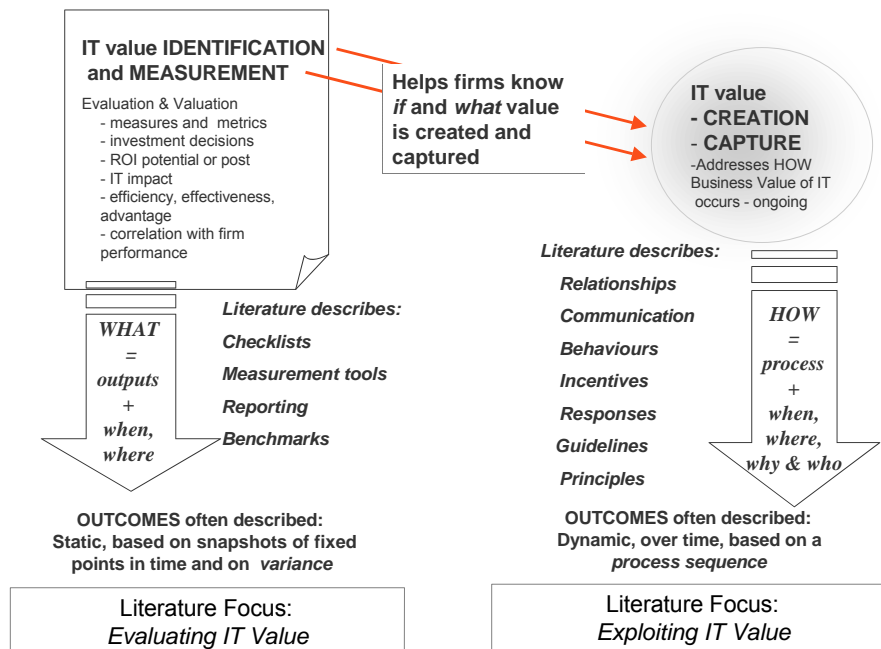 IT value IDENTIFICATION
and MEASUREMENT
Evaluation & Valuation
- measures and metrics
- investment decisions
- ROI potential or post
- IT impact
- efficiency, effectiveness,
advantage
- correlation with firm
performance
Helps firms know
if and what value
is created and
captured
IT value
- CREATION
- CAPTURE
-Addresses HOW
Business Value of IT
occurs - ongoing
WHAT
=
outputs
+
when,
where
Literature describes:
Checklists
Measurement tools
Reporting
Benchmarks
Literature describes:
Relationships
Communication
Behaviours
Incentives
Responses
Guidelines
Principles
HOW
=
process
+
when,
where,
why & who
OUTCOMES often described:
Static, based on snapshots of fixed
points in time and on variance
OUTCOMES often described:
Dynamic, over time, based on a
process sequence
Literature Focus:
Evaluating IT Value
Literature Focus:
Exploiting IT Value